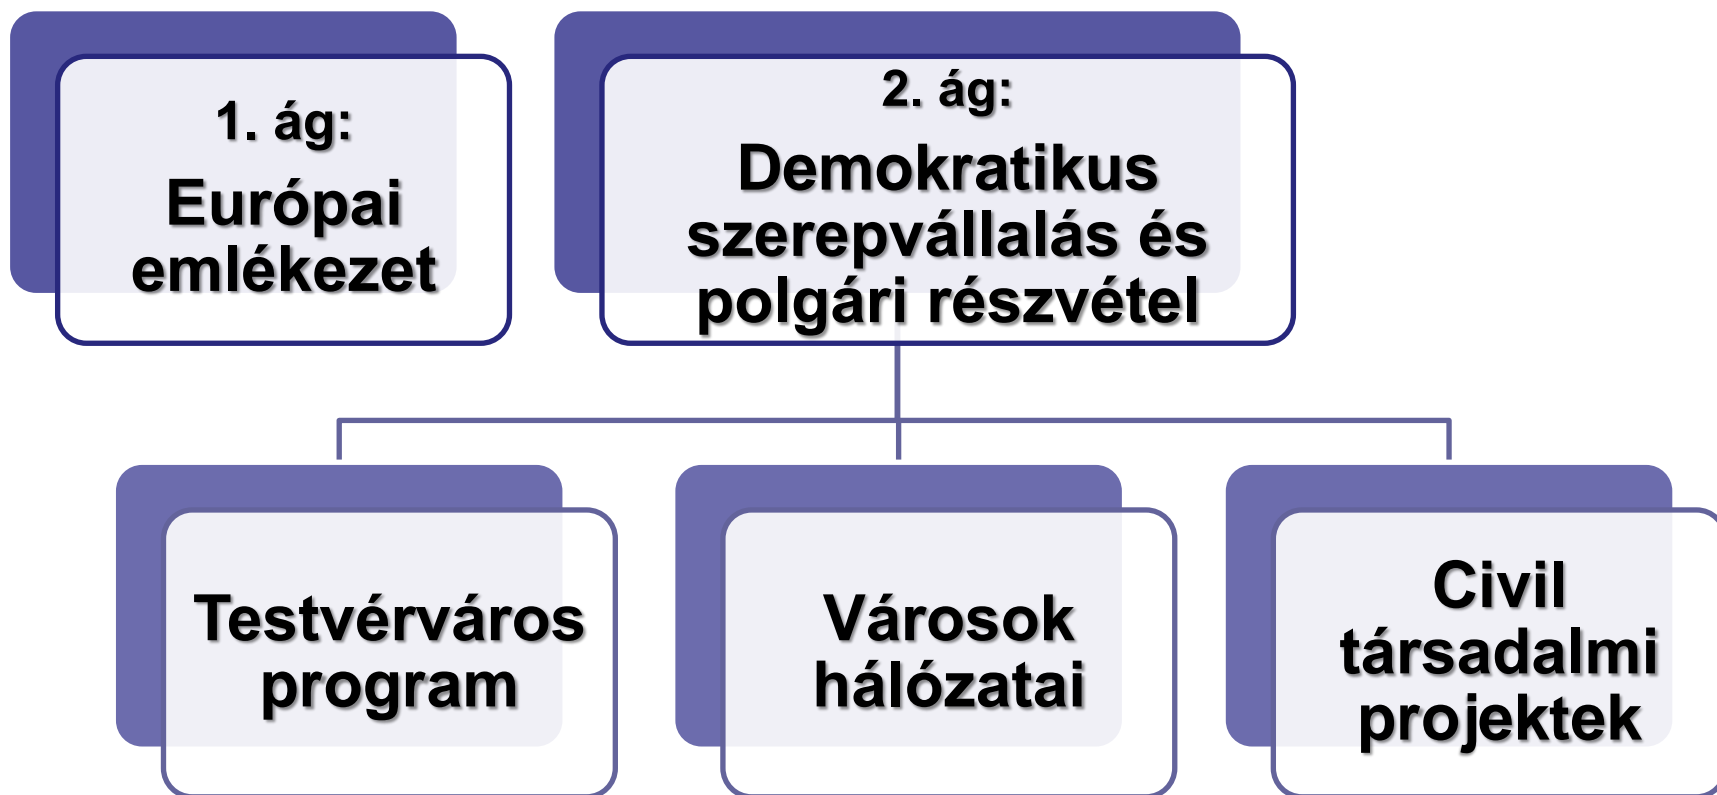 1. ág:
Európai
emlékezet
2. ág:
Demokratikus
szerepvállalás és
polgári részvétel
Testvérváros
program
Városok
hálózatai
Civil
társadalmi
projektek